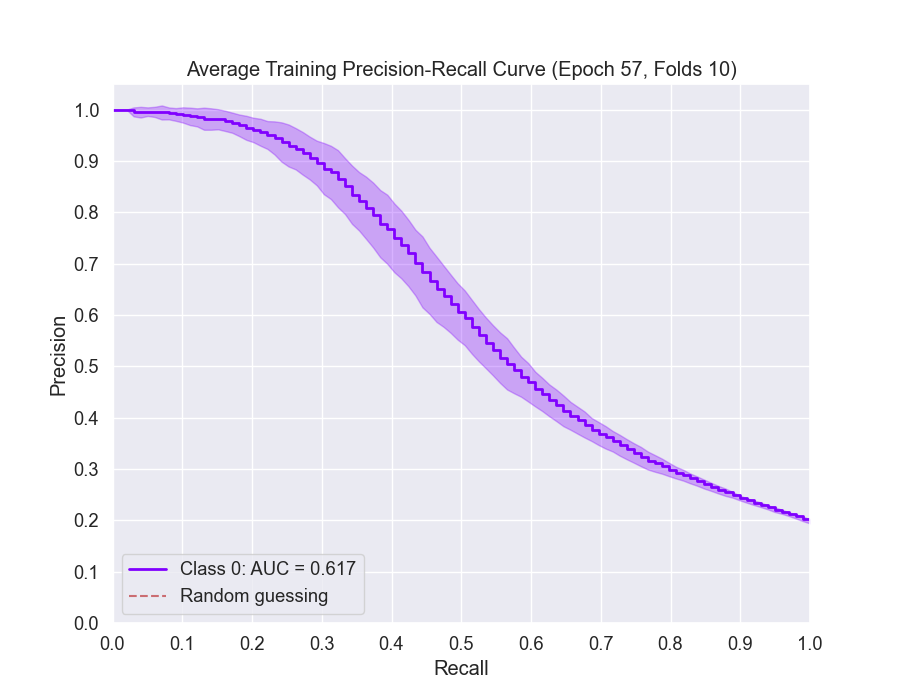 Average Training Precision-Recall Curve (Epoch 57, Folds 10)
Precision
1.0
0.9
0.8
0.7
0.6
0.5
0.4
0.3
0.2
0.1
0.0
Class 0: AUC = 0.617
Random guessing
0.0 0.1 0.2 0.3 0.4 0.5 0.6 0.7 0.8 0.9 1.0
Recall